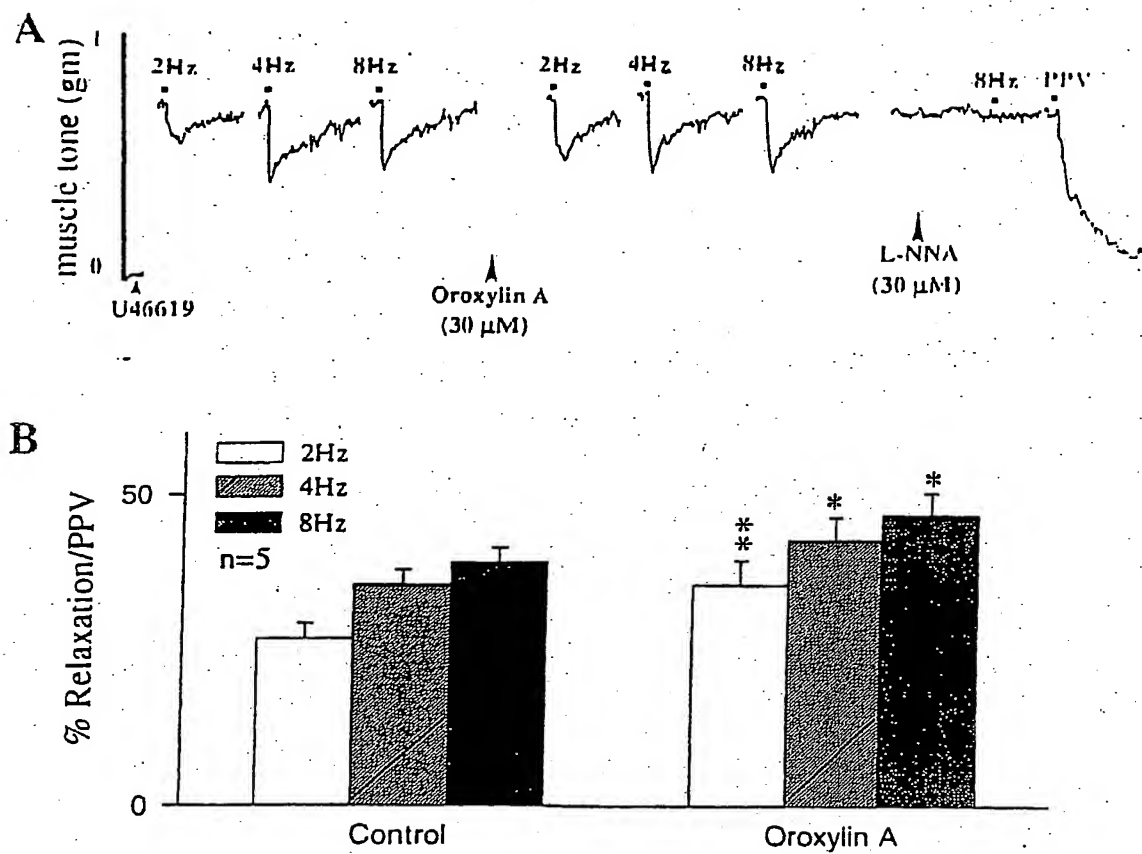 A
muscle tone (gm)
1
0
2Hz 4Hz 8Hz 2Hz 4Hz 8Hz 8Hz PPV
U46619
Oroxylin A
(30 µM)
L-NNA
(30 µM)
B
% Relaxation/PPV
50
0
2Hz
4Hz
8Hz
n=5
**
*
*
Control
Oroxylin A